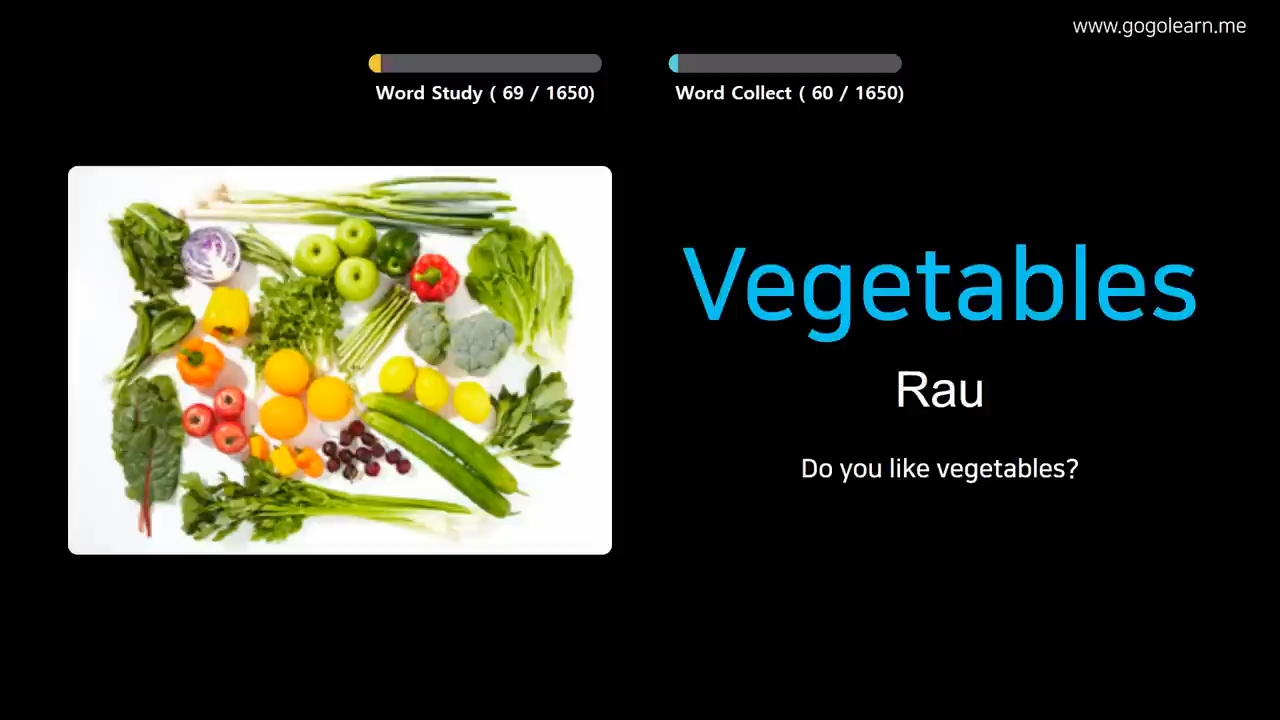 www.gogolearn.me
Word Study ( 69 / 1650)
Word Collect ( 60 / 1650)
Vegetables
Rau
Do you like vegetables?